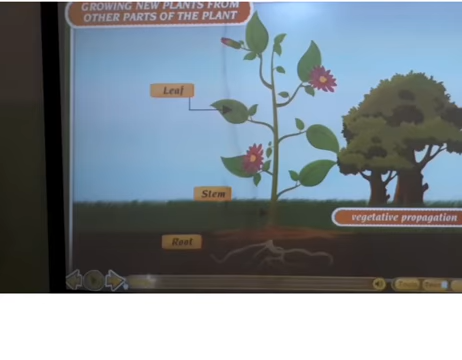 GROWING NEW PLANTS FROM
OTHER PARTS OF THE PLANT
Leaf
Stem
vegetative propagation
Root